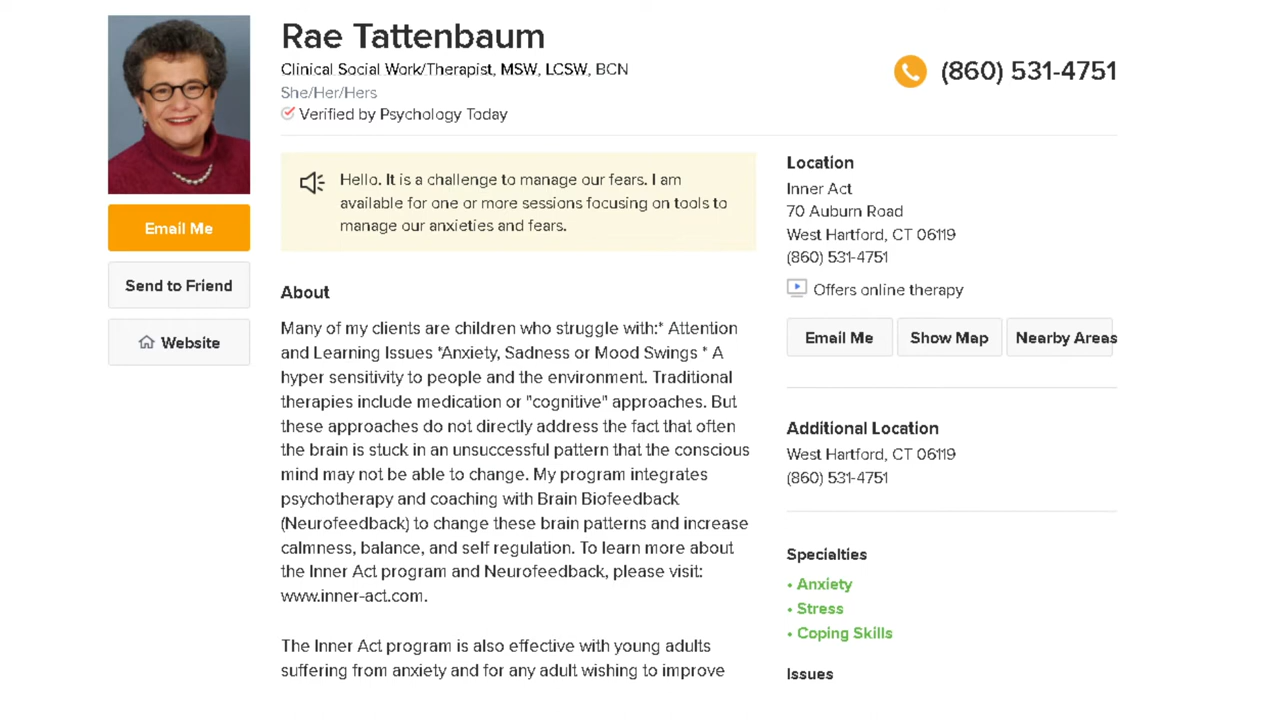 Rae Tattenbaum
Clinical Social Work/Therapist, MSW, LCSW, BCN
She/Her/Hers
Verified by Psychology Today
(860) 531-4751
Email Me
Send to Friend
Website
Hello. It is a challenge to manage our fears. I am
available for one or more sessions focusing on tools to
manage our anxieties and fears.
About
Many of my clients are children who struggle with:* Attention
and Learning Issues *Anxiety, Sadness or Mood Swings * A
hyper sensitivity to people and the environment. Traditional
therapies include medication or "cognitive" approaches. But
these approaches do not directly address the fact that often
the brain is stuck in an unsuccessful pattern that the conscious
mind may not be able to change. My program integrates
psychotherapy and coaching with Brain Biofeedback
(Neurofeedback) to change these brain patterns and increase
calmness, balance, and self regulation. To learn more about
the Inner Act program and Neurofeedback, please visit:
www.inner-act.com.
The Inner Act program is also effective with young adults
suffering from anxiety and for any adult wishing to improve
Location
Inner Act
70 Auburn Road
West Hartford, CT 06119
(860) 531-4751
Offers online therapy
Email Me
Show Map
Nearby Areas
Additional Location
West Hartford, CT 06119
(860) 531-4751
Specialties
• Anxiety
• Stress
• Coping Skills
Issues